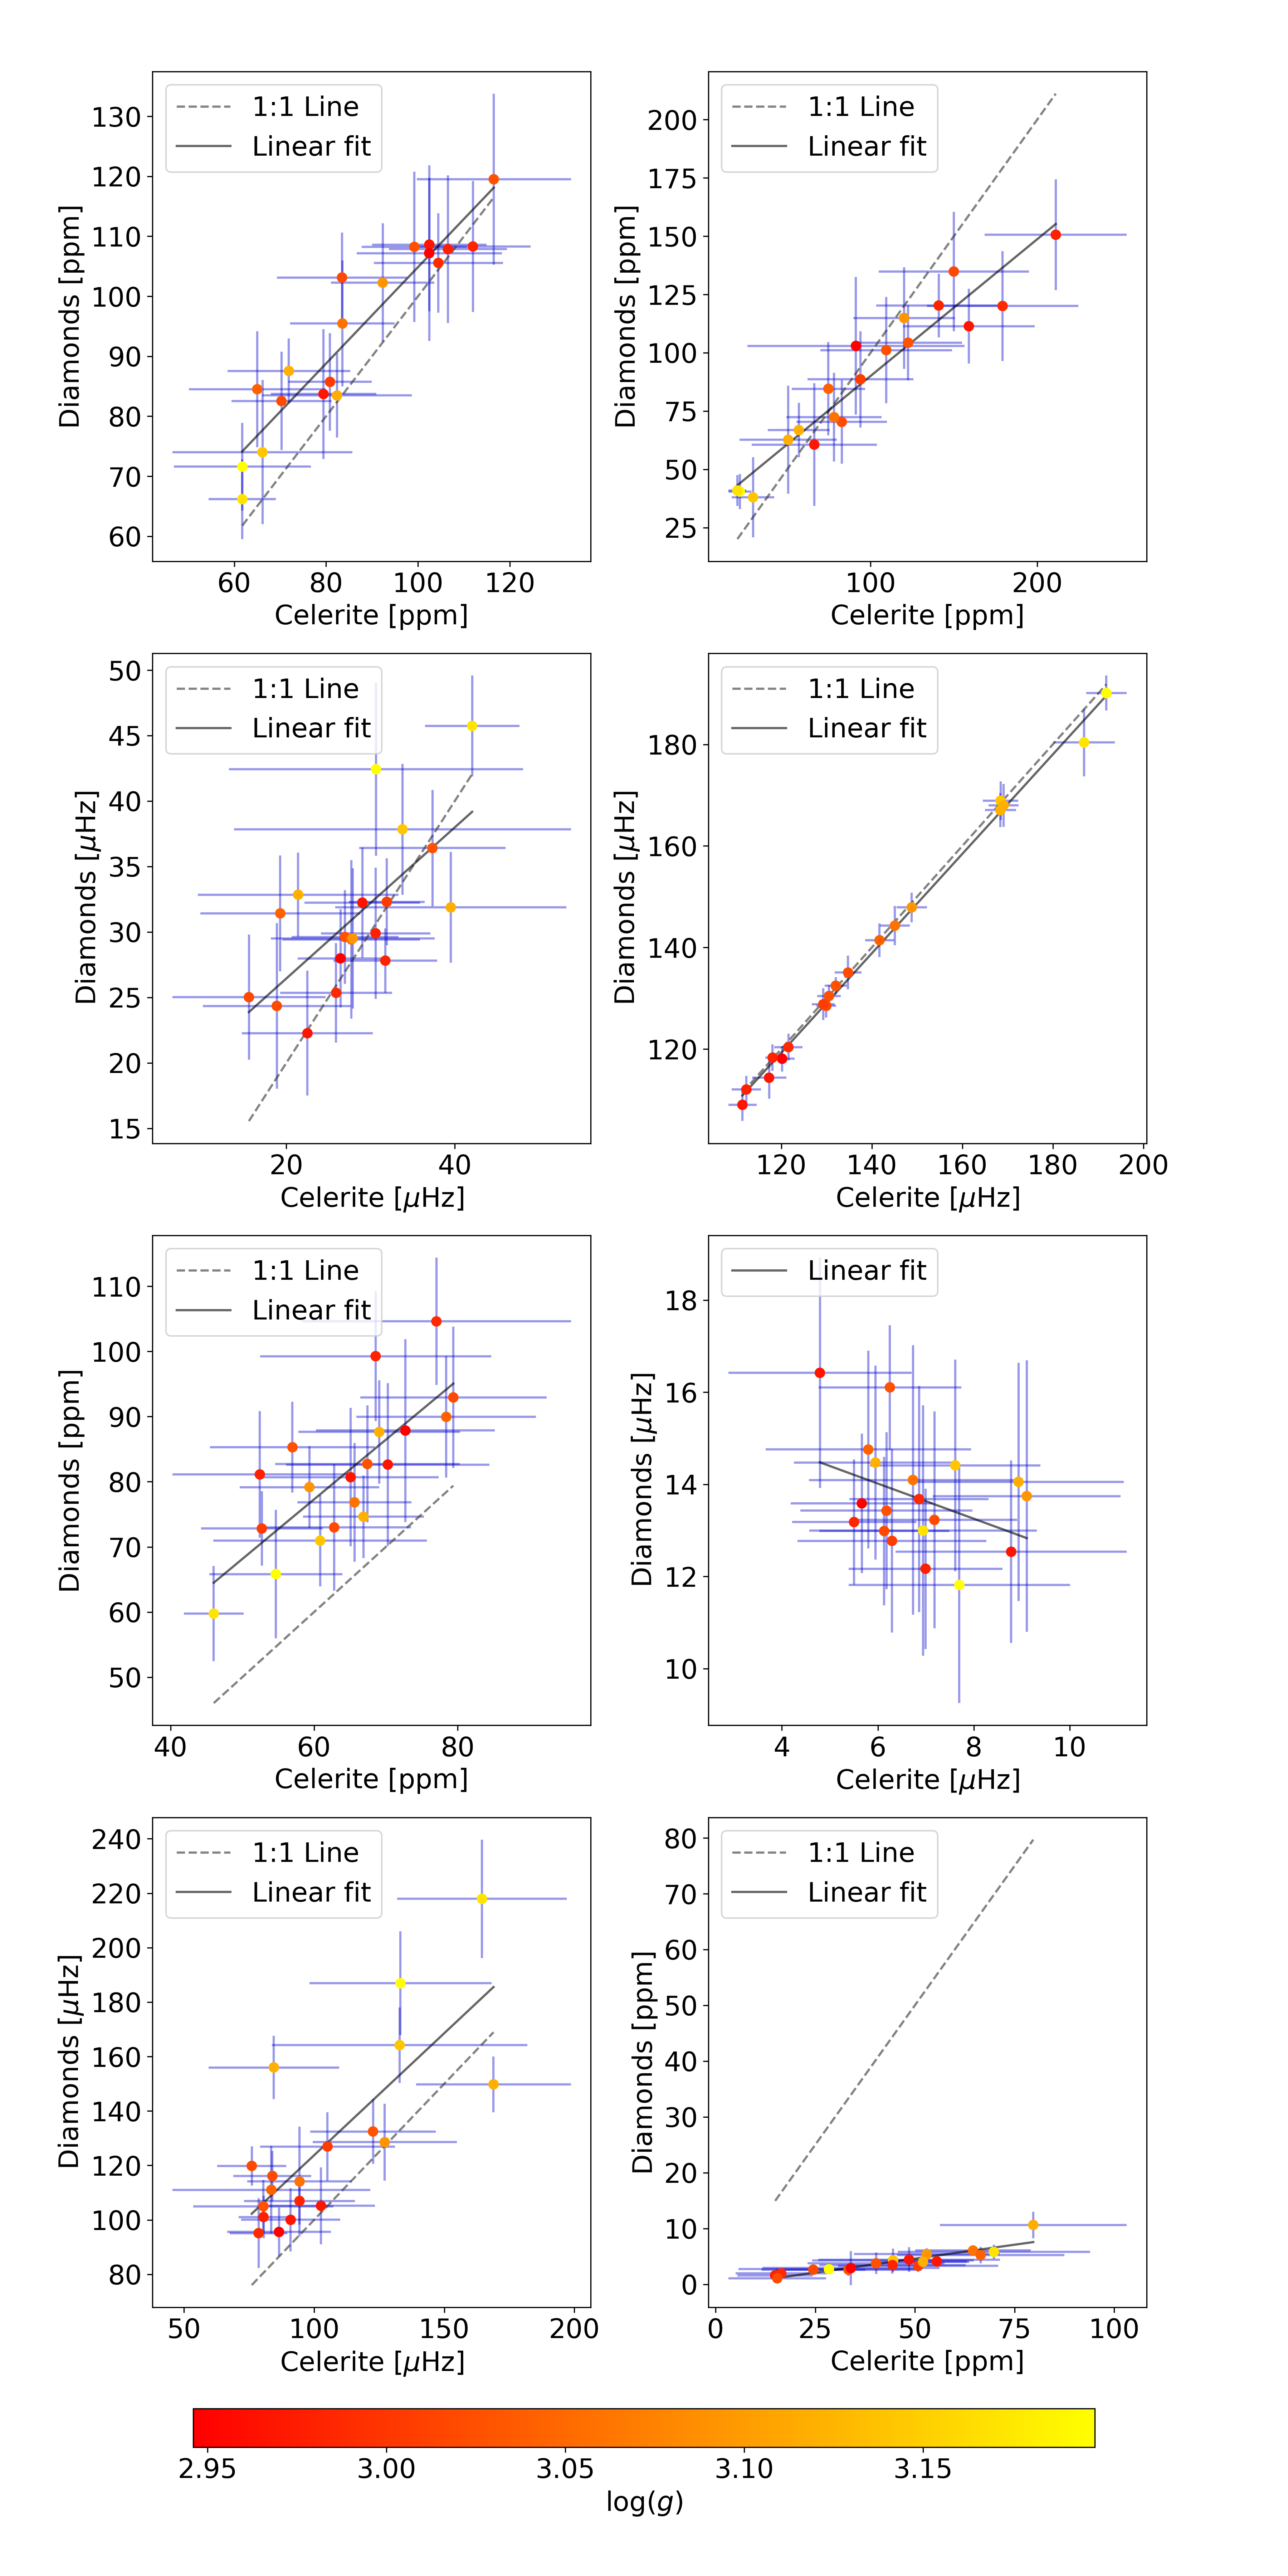 1:1 Line
Linear fit
130
120
110
100
90
80
70
60
Diamonds [ppm]
60 80 100 120
Celerite [ppm]
1:1 Line
Linear fit
200
175
150
125
100
75
50
25
Diamonds [ppm]
100 200
Celerite [ppm]
1:1 Line
Linear fit
50
45
40
35
30
25
20
15
Diamonds [μHz]
20 40
Celerite [μHz]
1:1 Line
Linear fit
180
160
140
120
Diamonds [μHz]
120 140 160 180 200
Celerite [μHz]
1:1 Line
Linear fit
110
100
90
80
70
60
50
Diamonds [ppm]
40 60 80
Celerite [ppm]
Linear fit
18
16
14
12
10
Diamonds [μHz]
4 6 8 10
Celerite [μHz]
1:1 Line
Linear fit
240
220
200
180
160
140
120
100
80
Diamonds [μHz]
50 100 150 200
Celerite [μHz]
1:1 Line
Linear fit
80
70
60
50
40
30
20
10
0
Diamonds [ppm]
0 25 50 75 100
Celerite [ppm]
2.95 3.00 3.05 3.10 3.15
log(g)